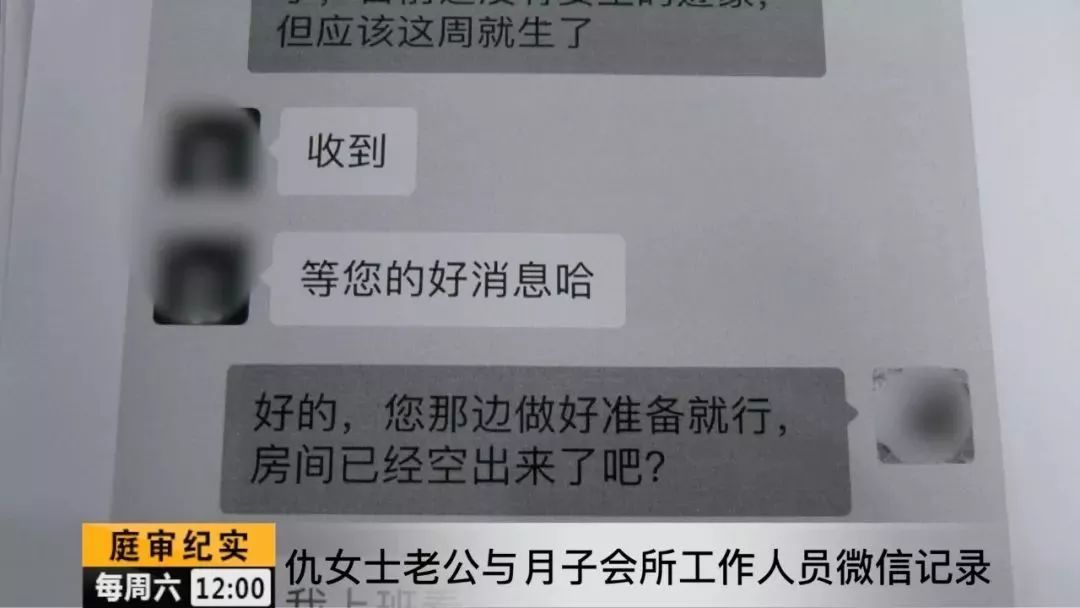 但应该这周就生了
收到
等您的好消息哈
好的，您那边做好准备就行，
房间已经空出来了吧？
庭审纪实
每周六 12:00
仇女士老公与月子会所工作人员微信记录